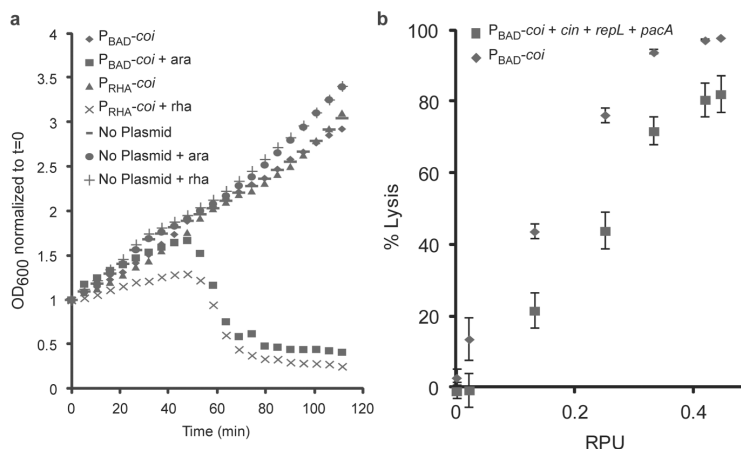 a
P_BAD-coi
P_BAD-coi + ara
P_RHA-coi
P_RHA-coi + rha
No Plasmid
No Plasmid + ara
No Plasmid + rha
4
3.5
3
2.5
2
1.5
1
0.5
0
OD600 normalized to t=0
0 20 40 60 80 100 120
Time (min)
b
P_BAD-coi + cin + repL + pacA
P_BAD-coi
100
80
60
40
20
0
% Lysis
0 0.2 0.4
RPU